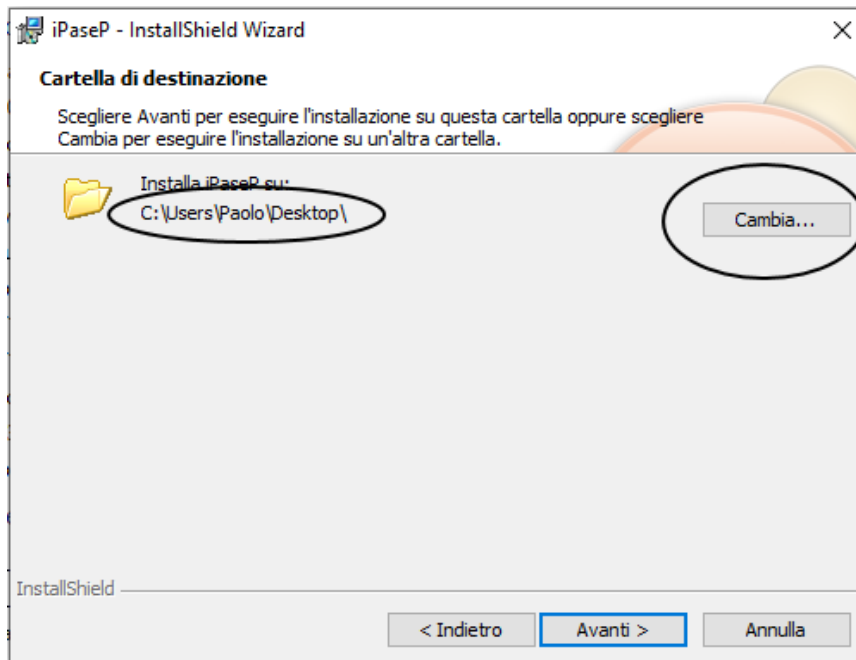 iPaseP - InstallShield Wizard
Cartella di destinazione
Scegliere Avanti per eseguire l'installazione su questa cartella oppure scegliere
Cambia per eseguire l'installazione su un'altra cartella.
Installa iPaseP su:
C:\Users\Paolo\Desktop\
Cambia...
InstallShield
< Indietro
Avanti >
Annulla